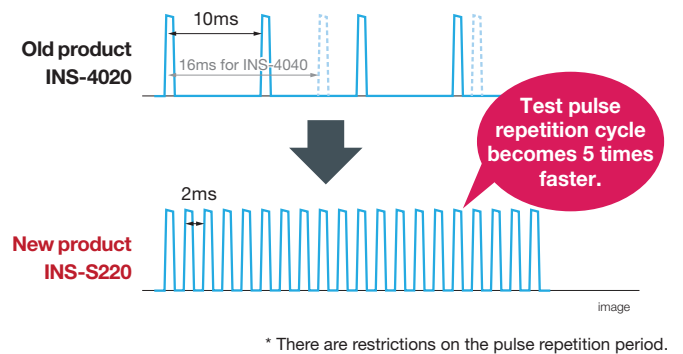 10ms
Old product
INS-4020
16ms for INS-4040
Test pulse
repetition cycle
becomes 5 times
faster.
2ms
New product
INS-S220
image
* There are restrictions on the pulse repetition period.